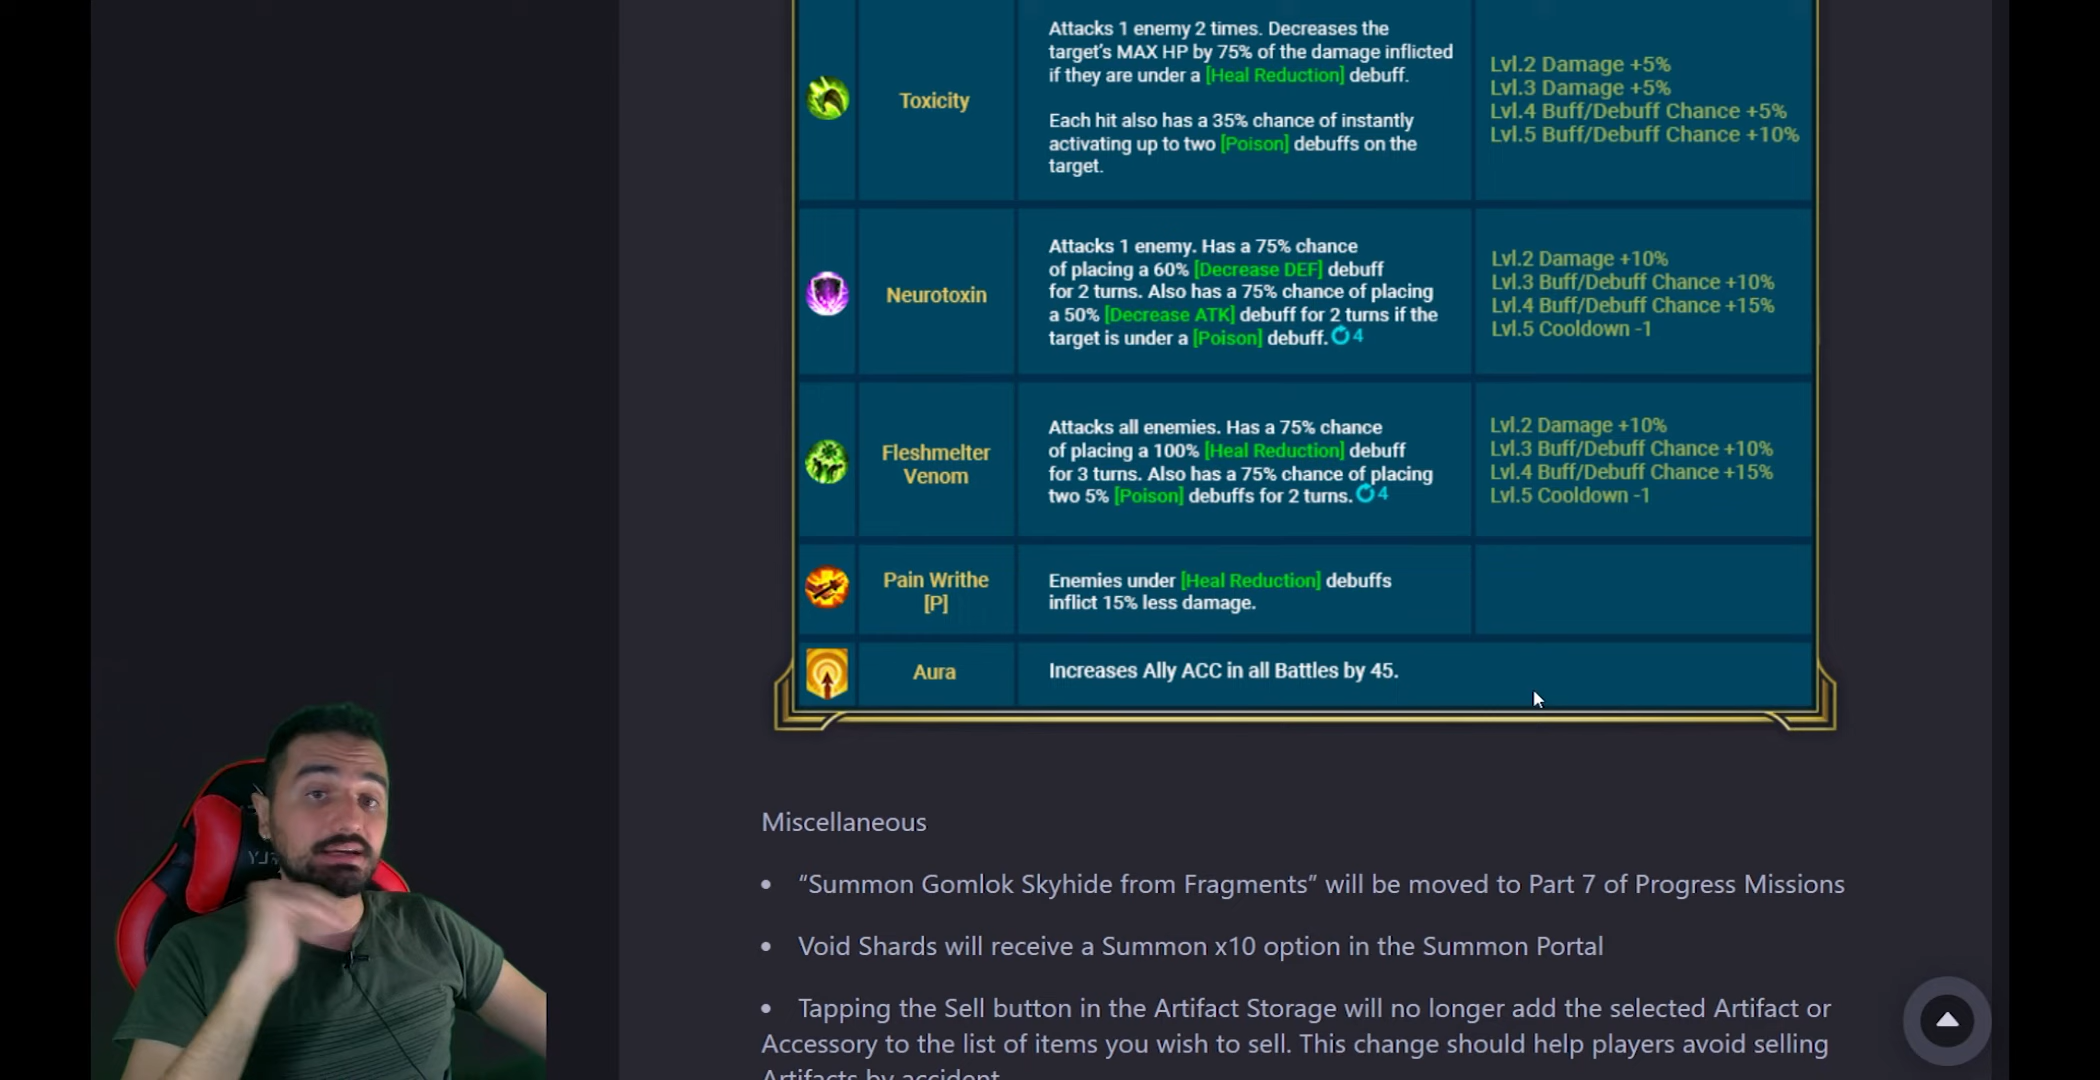 Attacks 1 enemy 2 times. Decreases the
target's MAX HP by 75% of the damage inflicted
if they are under a [Heal Reduction] debuff.
Each hit also has a 35% chance of instantly
activating up to two [Poison] debuffs on the
target.
Toxicity
Lvl.2 Damage +5%
Lvl.3 Damage +5%
Lvl.4 Buff/Debuff Chance +5%
Lvl.5 Buff/Debuff Chance +10%
Neurotoxin
Attacks 1 enemy. Has a 75% chance
of placing a 60% [Decrease DEF] debuff
for 2 turns. Also has a 75% chance of placing
a 50% [Decrease ATK] debuff for 2 turns if the
target is under a [Poison] debuff. 4
Lvl.2 Damage +10%
Lvl.3 Buff/Debuff Chance +10%
Lvl.4 Buff/Debuff Chance +15%
Lvl.5 Cooldown -1
Fleshmelter
Venom
Attacks all enemies. Has a 75% chance
of placing a 100% [Heal Reduction] debuff
for 3 turns. Also has a 75% chance of placing
two 5% [Poison] debuffs for 2 turns. 4
Lvl.2 Damage +10%
Lvl.3 Buff/Debuff Chance +10%
Lvl.4 Buff/Debuff Chance +15%
Lvl.5 Cooldown -1
Pain Writhe
[P]
Enemies under [Heal Reduction] debuffs
inflict 15% less damage.
Aura
Increases Ally ACC in all Battles by 45.
Miscellaneous
• “Summon Gomlok Skyhide from Fragments” will be moved to Part 7 of Progress Missions
• Void Shards will receive a Summon x10 option in the Summon Portal
• Tapping the Sell button in the Artifact Storage will no longer add the selected Artifact or
Accessory to the list of items you wish to sell. This change should help players avoid selling
Artifacts by accident